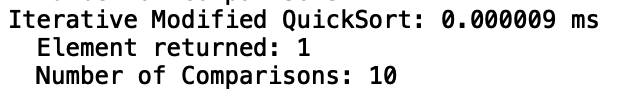 Iterative Modified QuickSort: 0.000009 ms
Element returned: 1
Number of Comparisons: 10